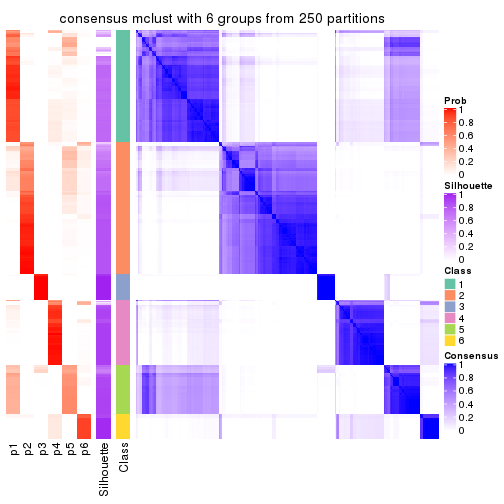 consensus mclust with 6 groups from 250 partitions
Prob
1
0.8
0.6
0.4
0.2
0
Silhouette
1
0.8
0.6
0.4
0.2
0
Class
1
2
3
4
5
6
Consensus
1
0.8
0.6
0.4
0.2
0
p1
p2
p3
p4
p5
p6
Silhouette
Class